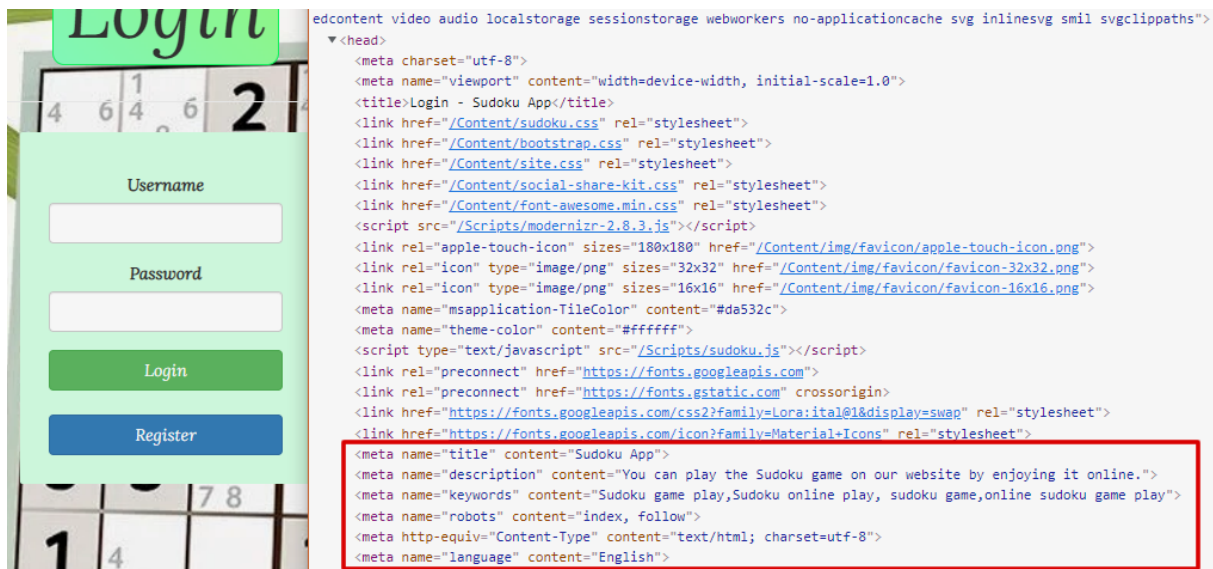 Login
1
4 6 4 6 2
Username
Password
Login
Register
7 8
1 4
edcontent video audio localstorage sessionstorage webworkers no-applicationcache svg inlinesvg smil svgclippaths">
▼<head>
<meta charset="utf-8">
<meta name="viewport" content="width=device-width, initial-scale=1.0">
<title>Login - Sudoku App</title>
<link href="/Content/sudoku.css" rel="stylesheet">
<link href="/Content/bootstrap.css" rel="stylesheet">
<link href="/Content/site.css" rel="stylesheet">
<link href="/Content/social-share-kit.css" rel="stylesheet">
<link href="/Content/font-awesome.min.css" rel="stylesheet">
<script src="/Scripts/modernizr-2.8.3.js"></script>
<link rel="apple-touch-icon" sizes="180x180" href="/Content/img/favicon/apple-touch-icon.png">
<link rel="icon" type="image/png" sizes="32x32" href="/Content/img/favicon/favicon-32x32.png">
<link rel="icon" type="image/png" sizes="16x16" href="/Content/img/favicon/favicon-16x16.png">
<meta name="msapplication-TileColor" content="#da532c">
<meta name="theme-color" content="#ffffff">
<script type="text/javascript" src="/Scripts/sudoku.js"></script>
<link rel="preconnect" href="https://fonts.googleapis.com">
<link rel="preconnect" href="https://fonts.gstatic.com" crossorigin>
<link href="https://fonts.googleapis.com/css2?family=Lora:ital@1&display=swap" rel="stylesheet">
<link href="https://fonts.googleapis.com/icon?family=Material+Icons" rel="stylesheet">
<meta name="title" content="Sudoku App">
<meta name="description" content="You can play the Sudoku game on our website by enjoying it online.">
<meta name="keywords" content="Sudoku game play,Sudoku online play, sudoku game,online sudoku game play">
<meta name="robots" content="index, follow">
<meta http-equiv="Content-Type" content="text/html; charset=utf-8">
<meta name="language" content="English">